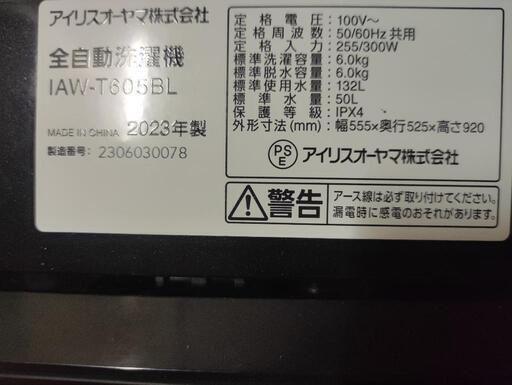 アイリスオーヤマ株式会社
全自動洗濯機
IAW-T605BL
MADE IN CHINA 2023年製
製造番号: 2306030078
定格電圧: 100V～
定格周波数: 50/60Hz 共用
定格入力: 255/300W
標準洗濯容量: 6.0kg
標準脱水容量: 6.0kg
標準使用水量: 132L
標準水量: 50L
保護等級: IPX4
外形寸法(mm): 幅555×奥行525×高さ920
PSE アイリスオーヤマ株式会社
警告
アース線は必ず取り付けてください。
漏電時に感電のおそれがあります。